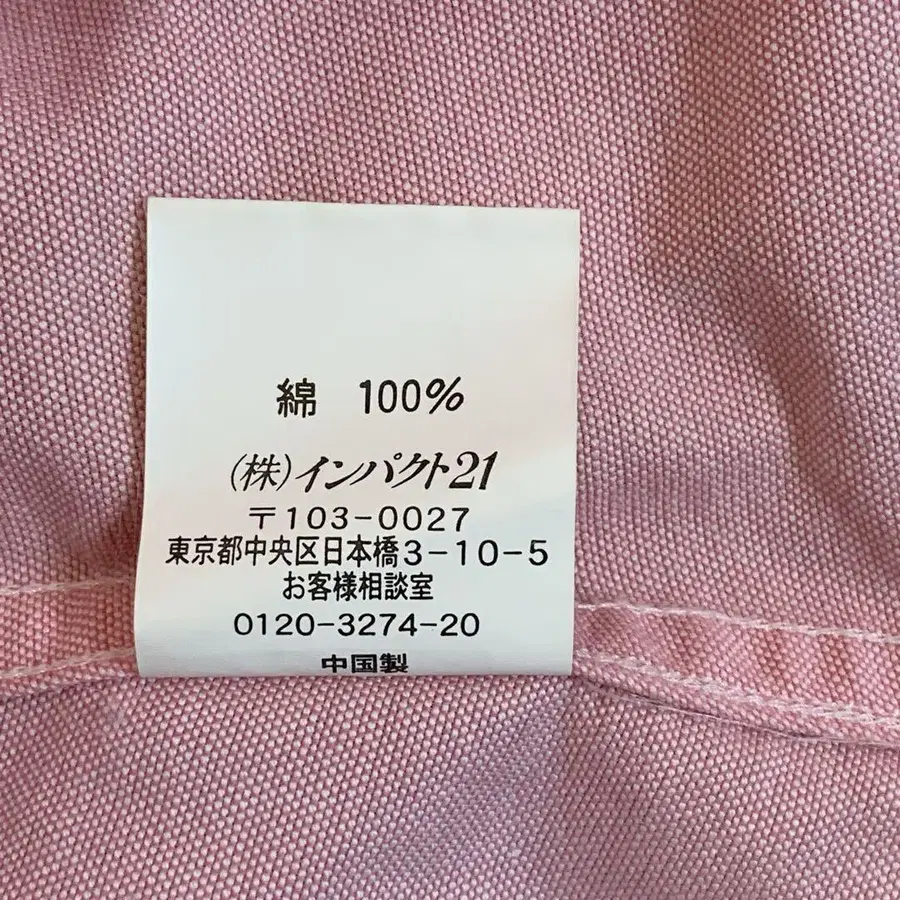 綿 100%
(株)インパクト21
〒103-0027
東京都中央区日本橋3-10-5
お客様相談室
0120-3274-20
中国製